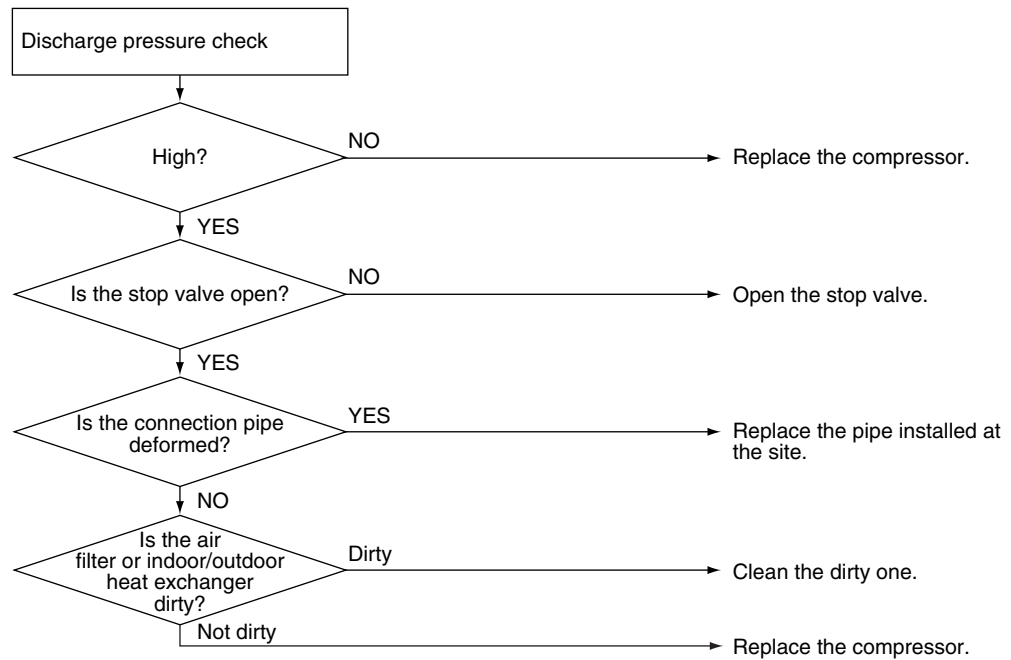 Discharge pressure check
High?
NO
Replace the compressor.
YES
Is the stop valve open?
NO
Open the stop valve.
YES
Is the connection pipe
deformed?
YES
Replace the pipe installed at
the site.
NO
Is the air
filter or indoor/outdoor
heat exchanger
dirty?
Dirty
Clean the dirty one.
Not dirty
Replace the compressor.